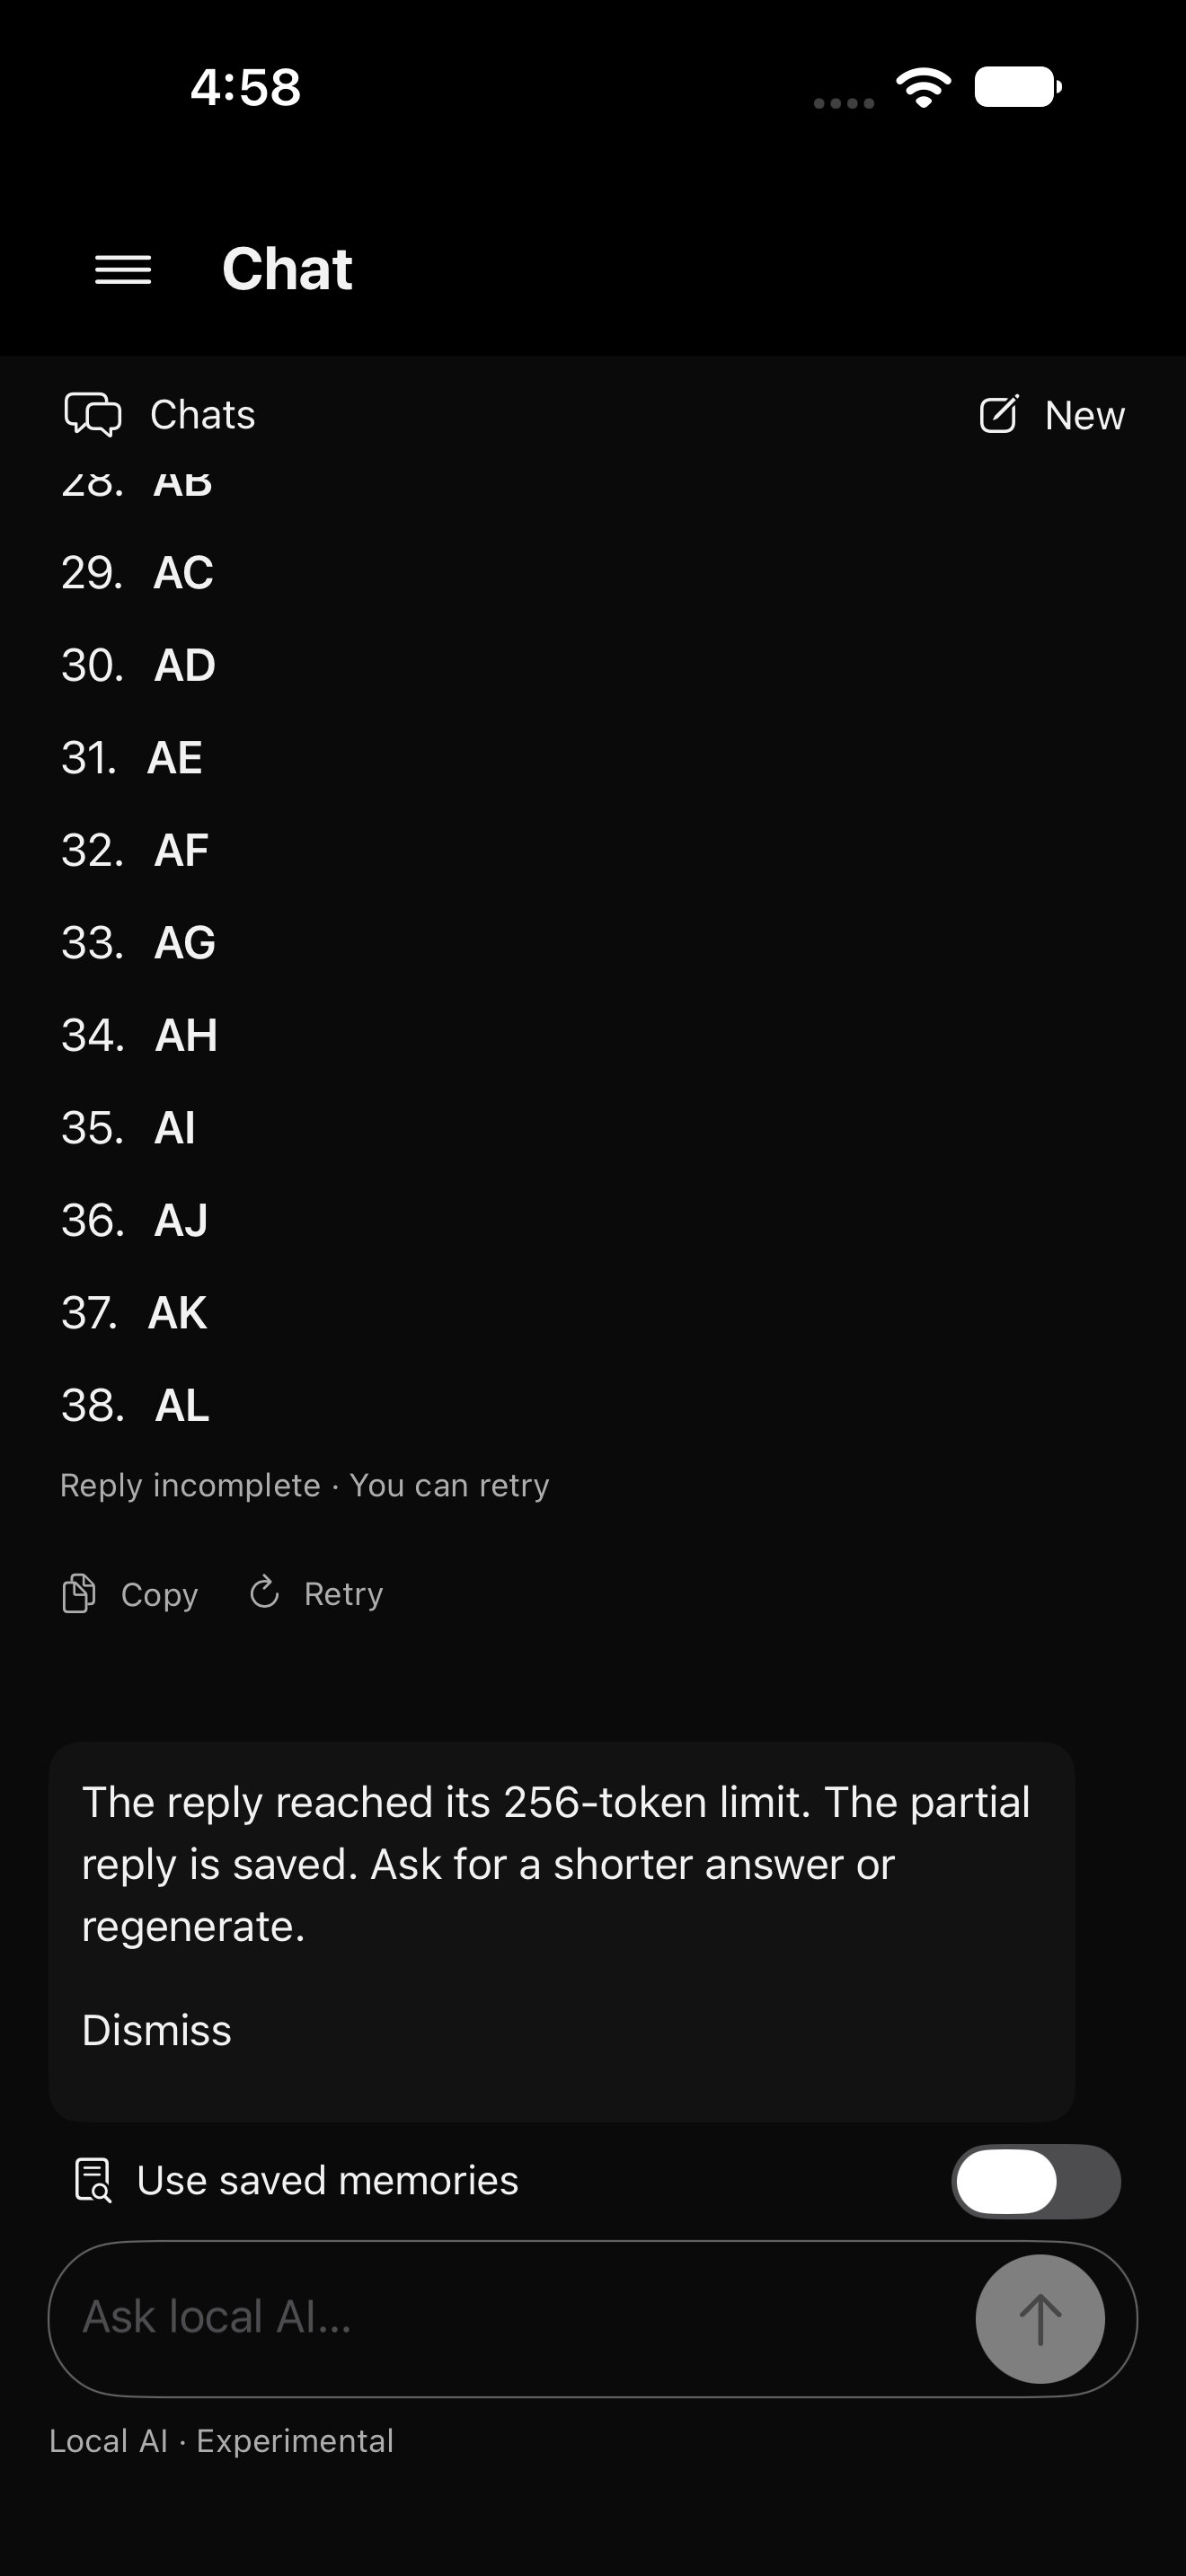 4:58
Chat
Chats
New
28. AB
29. AC
30. AD
31. AE
32. AF
33. AG
34. AH
35. AI
36. AJ
37. AK
38. AL
Reply incomplete · You can retry
Copy
Retry
The reply reached its 256-token limit. The partial
reply is saved. Ask for a shorter answer or
regenerate.
Dismiss
Use saved memories
Ask local AI...
Local AI · Experimental